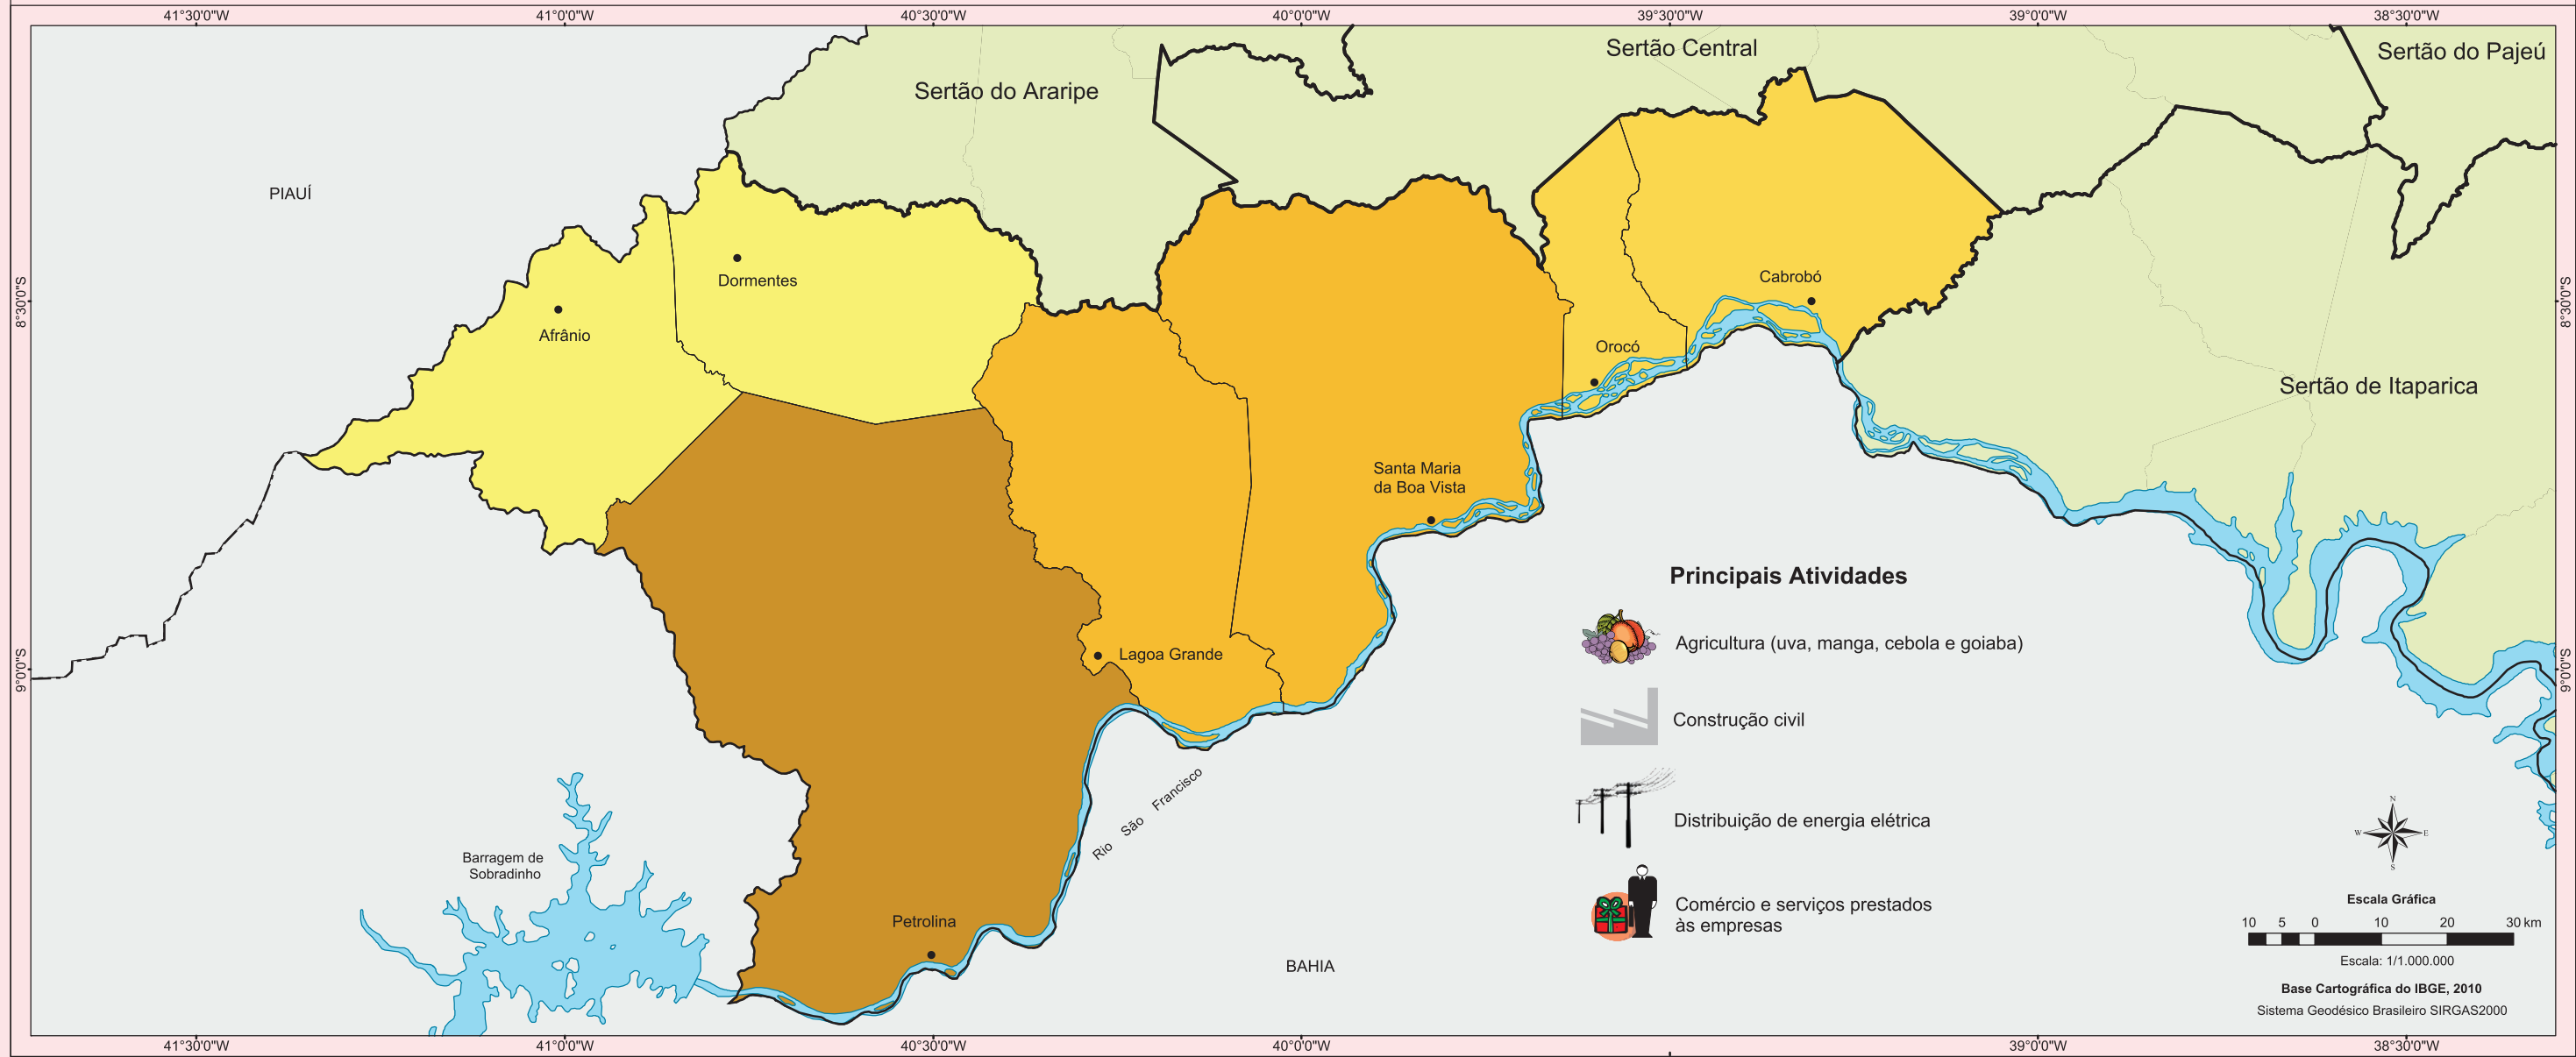 41°30'0"W 41°0'0"W 40°30'0"W 40°0'0"W 39°30'0"W 39°0'0"W 38°30'0"W
Sertão Central
Sertão do Pajeú
Sertão do Araripe
PIAUÍ
Dormentes
Cabrobó
8°30'0"S
8°30'0"S
Afrânio
Orocó
Sertão de Itaparica
Santa Maria
da Boa Vista
Principais Atividades
Agricultura (uva, manga, cebola e goiaba)
Lagoa Grande
9°0'0"S
9°0'0"S
Construção civil
Rio São Francisco
Distribuição de energia elétrica
N
W E
S
Barragem de
Sobradinho
Comércio e serviços prestados
às empresas
Petrolina
BAHIA
Escala Gráfica
10 5 0 10 20 30 km
Escala: 1/1.000.000
Base Cartográfica do IBGE, 2010
Sistema Geodésico Brasileiro SIRGAS2000
41°30'0"W 41°0'0"W 40°30'0"W 40°0'0"W 39°0'0"W 38°30'0"W